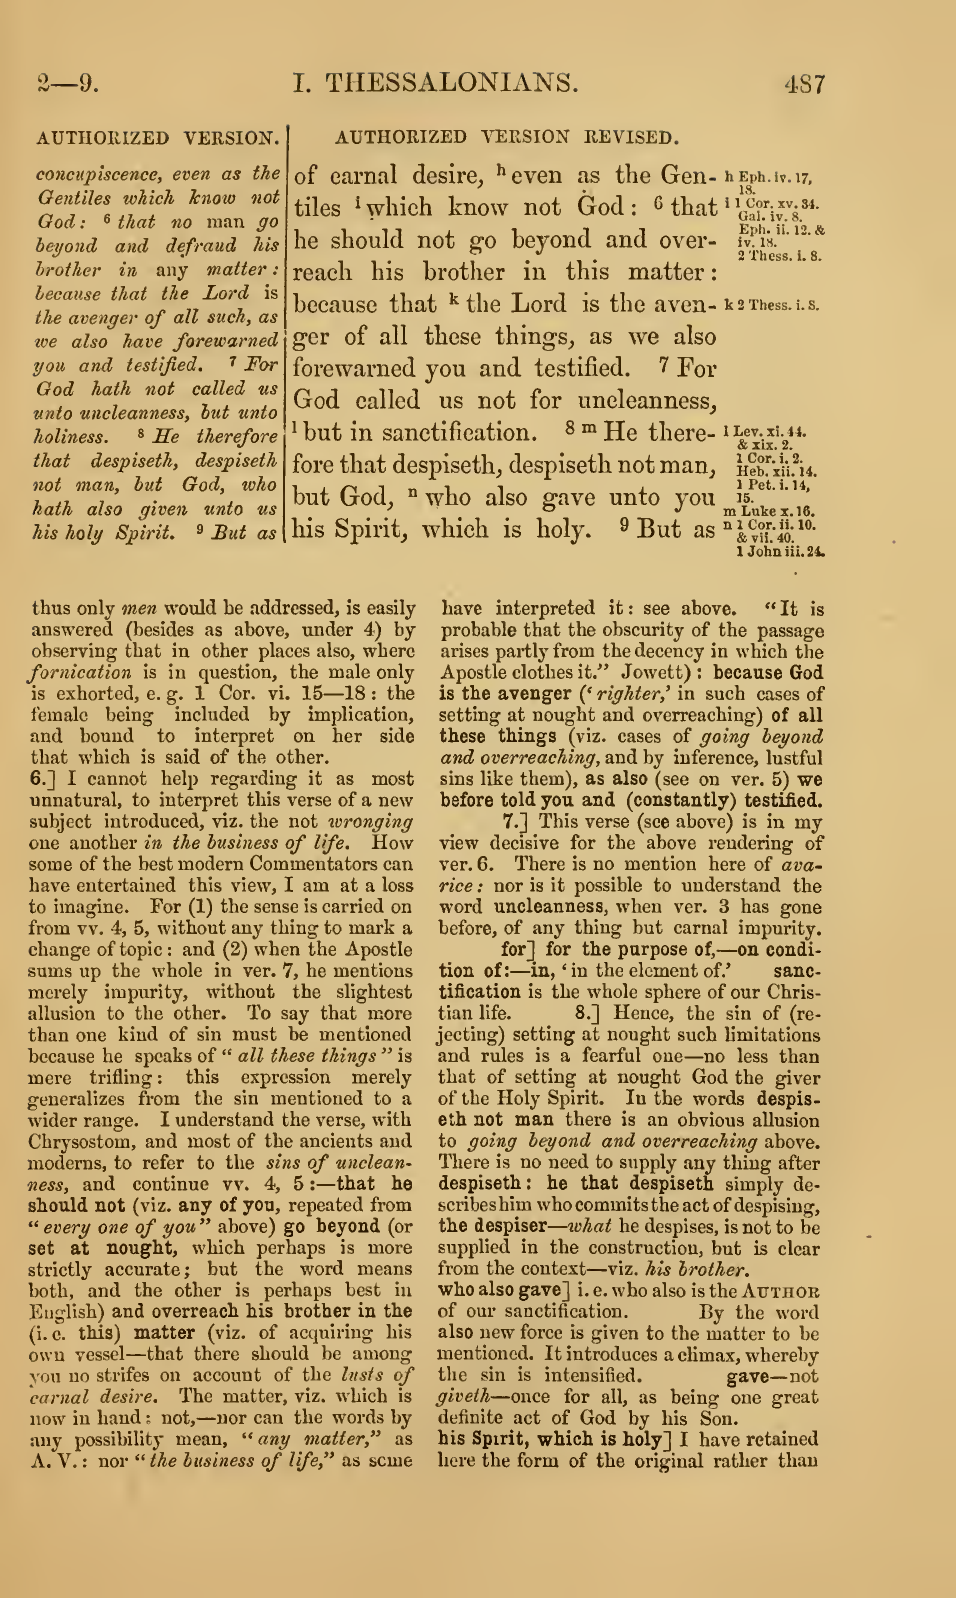 2—9.
I. THESSALONIANS.
487
AUTHORIZED VERSION.
concupiscence, even as the
Gentiles which know not
God: 6 that no man go
beyond and defraud his
brother in any matter:
because that the Lord is
the avenger of all such, as
we also have forewarned
you and testified. 7 For
God hath not called us
unto uncleanness, but unto
holiness. 8 He therefore
that despiseth, despiseth
not man, but God, who
hath also given unto us
his holy Spirit. 9 But as
AUTHORIZED VERSION REVISED.
of carnal desire, h even as the Gen-
tiles i which know not God: 6 that
he should not go beyond and over-
reach his brother in this matter:
because that k the Lord is the aven-
ger of all these things, as we also
forewarned you and testified. 7 For
God called us not for uncleanness,
l but in sanctification. 8 m He there-
fore that despiseth, despiseth not man,
but God, n who also gave unto you
his Spirit, which is holy. 9 But as
h Eph. iv. 17,
18.
i 1 Cor. xv. 34.
Gal. iv. 8.
Eph. ii. 12. &
iv. 18.
2 Thess. i. 8.
k 2 Thess. i. 8.
l Lev. xi. 44.
& xix. 2.
1 Cor. i. 2.
Heb. xii. 14.
1 Pet. i. 14,
15.
m Luke x. 16.
n 1 Cor. ii. 10.
& vii. 40.
1 John iii. 24.
thus only men would be addressed, is easily
answered (besides as above, under 4) by
observing that in other places also, where
fornication is in question, the male only
is exhorted, e. g. 1 Cor. vi. 15—18: the
female being included by implication,
and bound to interpret on her side
that which is said of the other.
6.] I cannot help regarding it as most
unnatural, to interpret this verse of a new
subject introduced, viz. the not wronging
one another in the business of life. How
some of the best modern Commentators can
have entertained this view, I am at a loss
to imagine. For (1) the sense is carried on
from vv. 4, 5, without any thing to mark a
change of topic: and (2) when the Apostle
sums up the whole in ver. 7, he mentions
merely impurity, without the slightest
allusion to the other. To say that more
than one kind of sin must be mentioned
because he speaks of “all these things” is
mere trifling: this expression merely
generalizes from the sin mentioned to a
wider range. I understand the verse, with
Chrysostom, and most of the ancients and
moderns, to refer to the sins of unclean-
ness, and continue vv. 4, 5:—that he
should not (viz. any of you, repeated from
“every one of you” above) go beyond (or
set at nought, which perhaps is more
strictly accurate; but the word means
both, and the other is perhaps best in
English) and overreach his brother in the
(i. e. this) matter (viz. of acquiring his
own vessel—that there should be among
you no strifes on account of the lusts of
carnal desire. The matter, viz. which is
now in hand: not,—nor can the words by
any possibility mean, “any matter,” as
A. V.: nor “the business of life,” as some
have interpreted it: see above. “It is
probable that the obscurity of the passage
arises partly from the decency in which the
Apostle clothes it.” Jowett): because God
is the avenger (‘righter,’ in such cases of
setting at nought and overreaching) of all
these things (viz. cases of going beyond
and overreaching, and by inference, lustful
sins like them), as also (see on ver. 5) we
before told you and (constantly) testified.
7.] This verse (see above) is in my
view decisive for the above rendering of
ver. 6. There is no mention here of ava-
rice: nor is it possible to understand the
word uncleanness, when ver. 3 has gone
before, of any thing but carnal impurity.
for] for the purpose of,—on condi-
tion of:—in, ‘in the element of.’ sanc-
tification is the whole sphere of our Chris-
tian life. 8.] Hence, the sin of (re-
jecting) setting at nought such limitations
and rules is a fearful one—no less than
that of setting at nought God the giver
of the Holy Spirit. In the words despis-
eth not man there is an obvious allusion
to going beyond and overreaching above.
There is no need to supply any thing after
despiseth: he that despiseth simply de-
scribes him who commits the act of despising,
the despiser—what he despises, is not to be
supplied in the construction, but is clear
from the context—viz. his brother.
who also gave] i. e. who also is the AUTHOR
of our sanctification. By the word
also new force is given to the matter to be
mentioned. It introduces a climax, whereby
the sin is intensified. gave—not
giveth—once for all, as being one great
definite act of God by his Son.
his Spirit, which is holy] I have retained
here the form of the original rather than